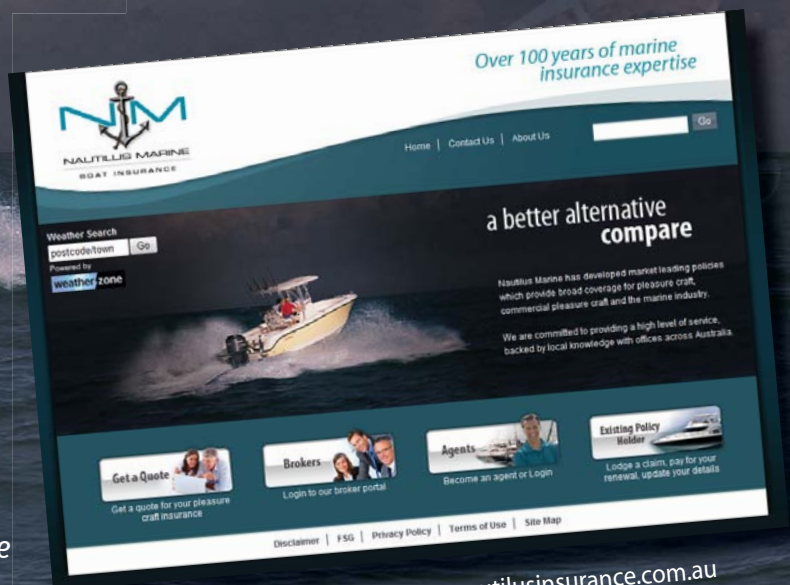 Over 100 years of marine
insurance expertise
NM
NAUTILUS MARINE
BOAT INSURANCE
Home | Contact Us | About Us
Go
Weather Search
postcode/town Go
Powered by
weatherzone
a better alternative
compare
Nautilus Marine has developed market leading policies
which provide broad coverage for pleasure craft,
commercial pleasure craft and the marine industry.
We are committed to providing a high level of service,
backed by local knowledge with offices across Australia.
Get a Quote
Get a quote for your pleasure
craft insurance
Brokers
Login to our broker portal
Agents
Become an agent or Login
Existing Policy
Holder
Lodge a claim, pay for your
renewal, update your details
Disclaimer | FSG | Privacy Policy | Terms of Use | Site Map
tilusinsurance.com.au